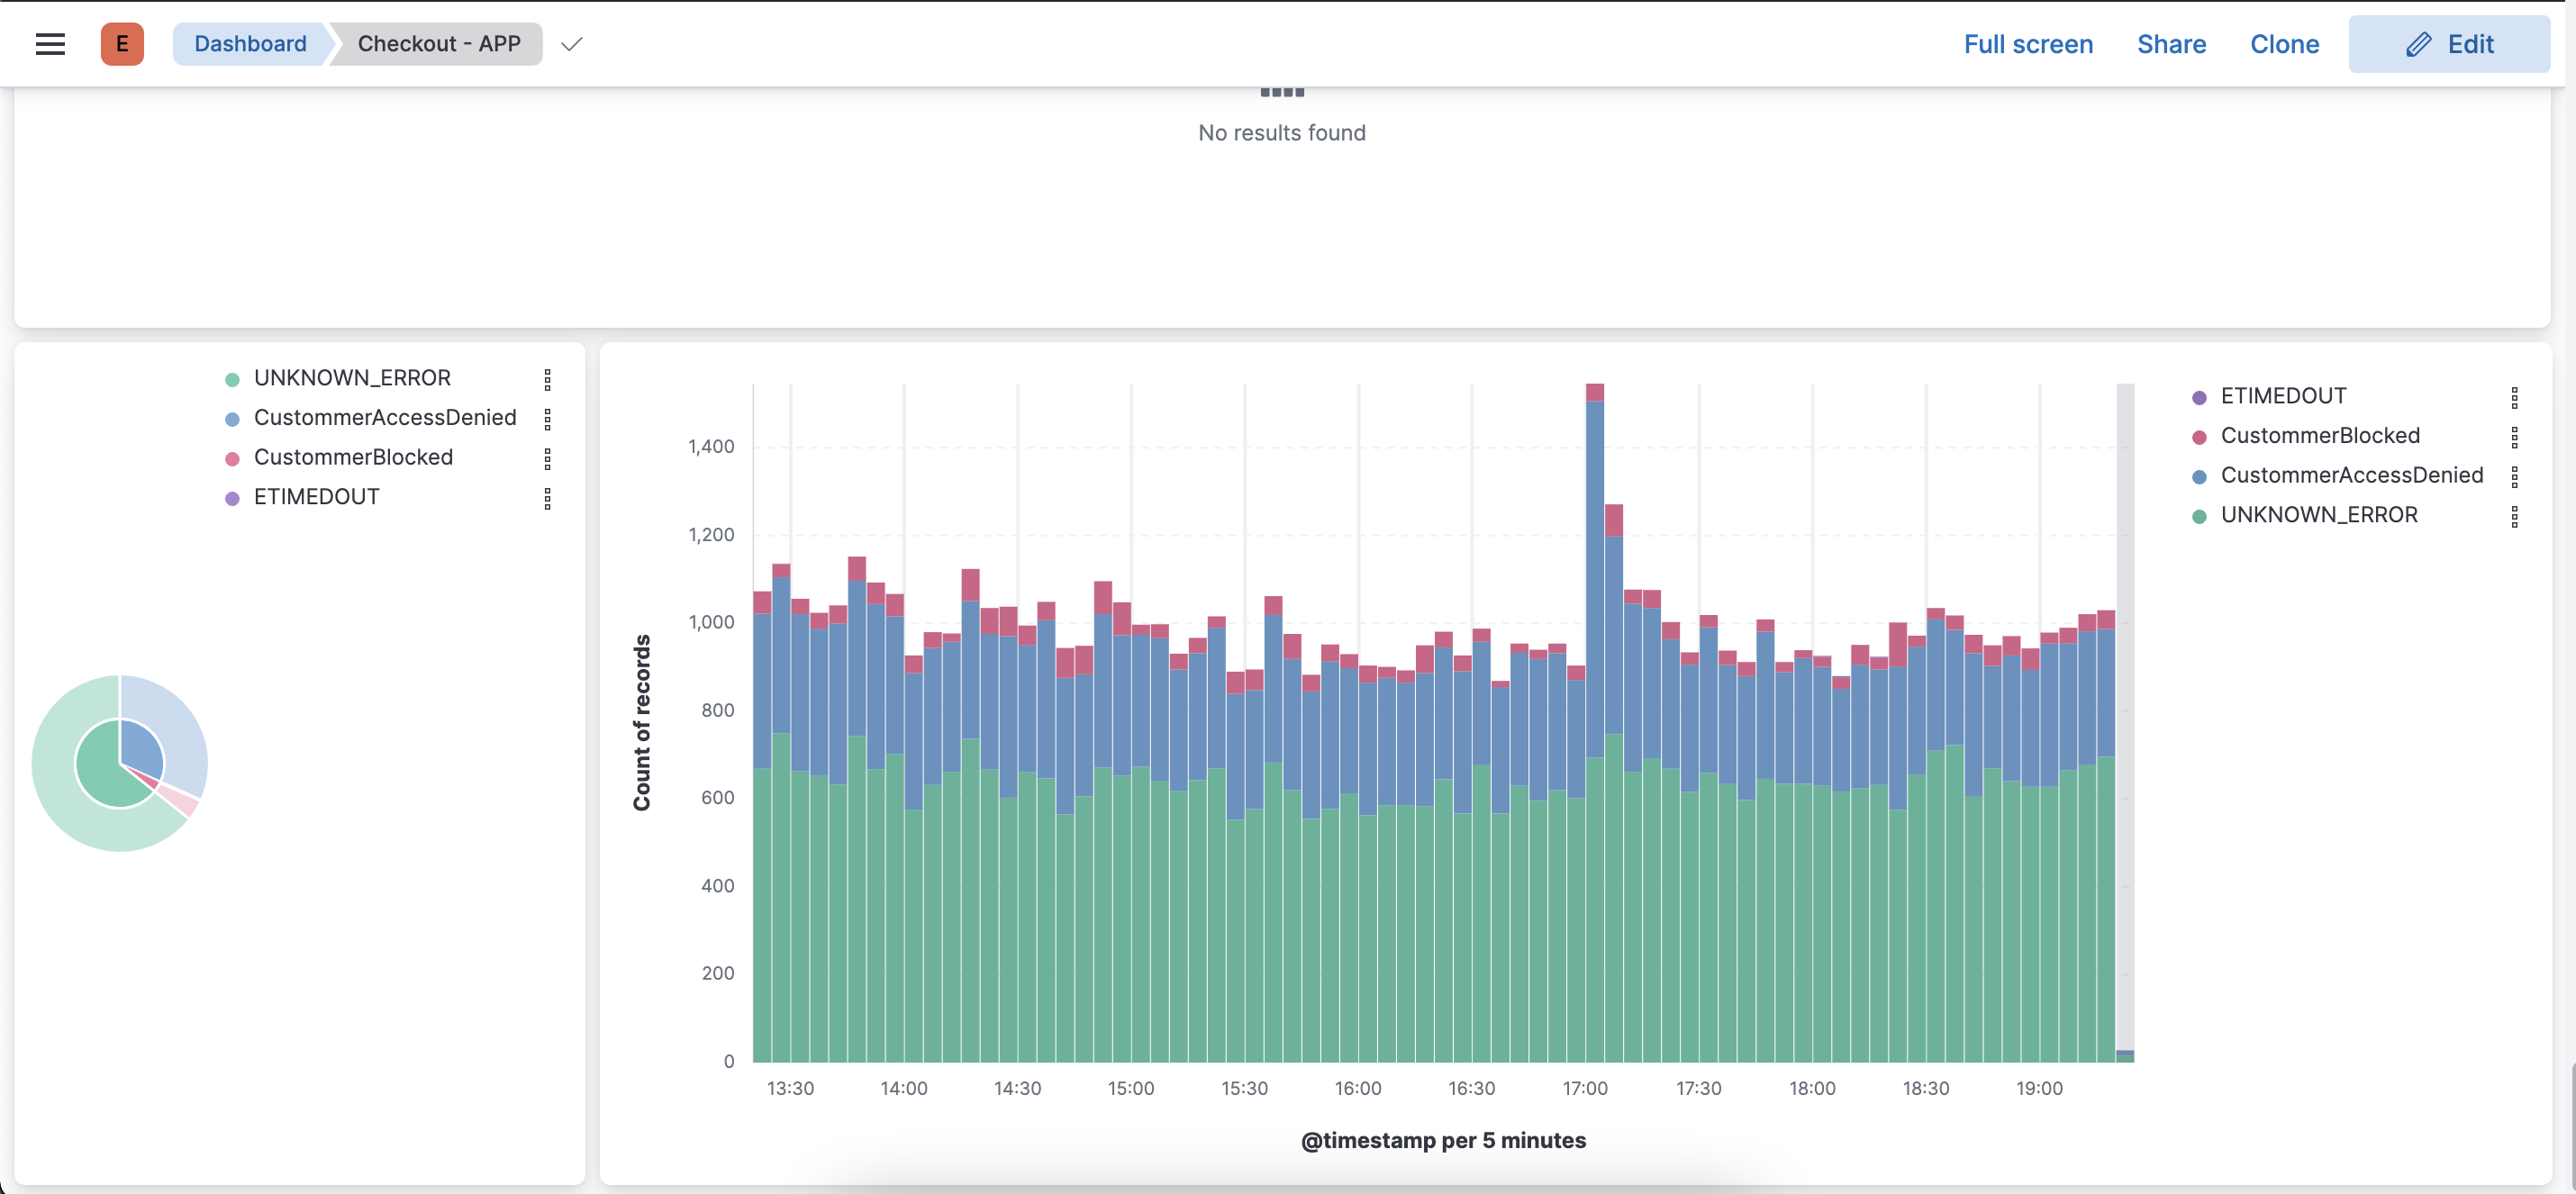 E
Dashboard
Checkout - APP
Full screen
Share
Clone
Edit
No results found
UNKNOWN_ERROR
CustommerAccessDenied
CustommerBlocked
ETIMEDOUT
Count of records
1,400
1,200
1,000
800
600
400
200
0
13:30 14:00 14:30 15:00 15:30 16:00 16:30 17:00 17:30 18:00 18:30 19:00
@timestamp per 5 minutes
ETIMEDOUT
CustommerBlocked
CustommerAccessDenied
UNKNOWN_ERROR